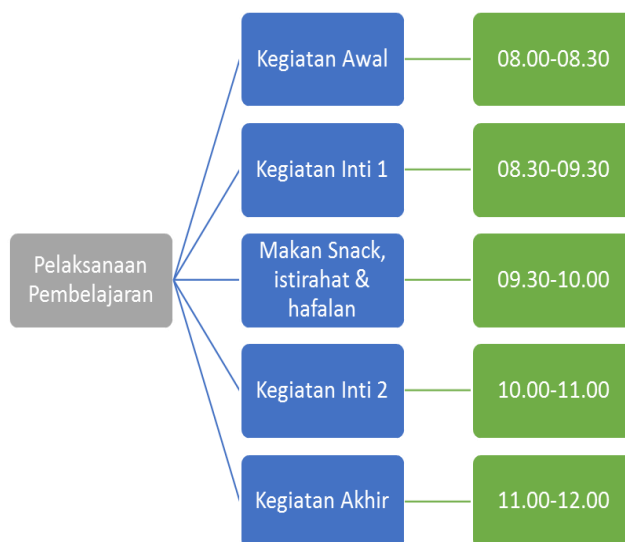 Pelaksanaan
Pembelajaran
Kegiatan Awal
08.00-08.30
Kegiatan Inti 1
08.30-09.30
Makan Snack,
istirahat &
hafalan
09.30-10.00
Kegiatan Inti 2
10.00-11.00
Kegiatan Akhir
11.00-12.00